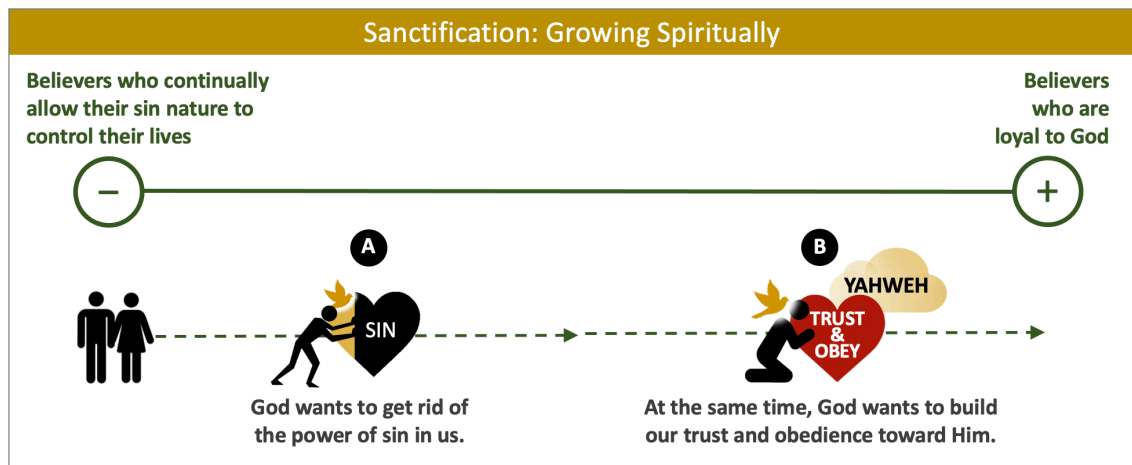 Sanctification: Growing Spiritually
Believers who continually
allow their sin nature to
control their lives
Believers
who are
loyal to God
−
+
A
B
SIN
YAHWEH
TRUST
&
OBEY
God wants to get rid of
the power of sin in us.
At the same time, God wants to build
our trust and obedience toward Him.